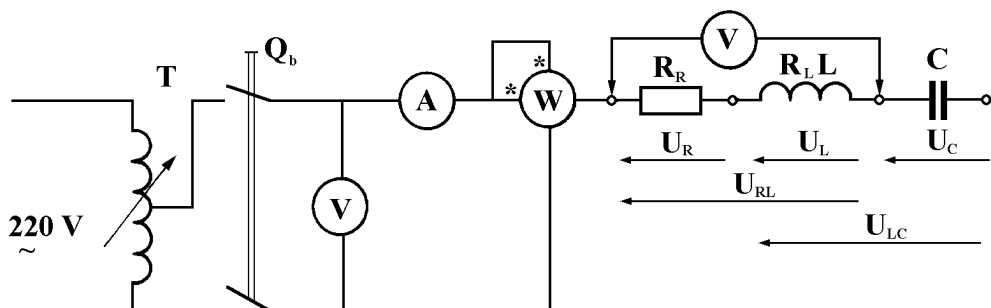 T
Q_b
V
R_R
R_L L
C
A
*
*
W
U_R
U_L
U_C
U_RL
V
220 V
~
U_LC